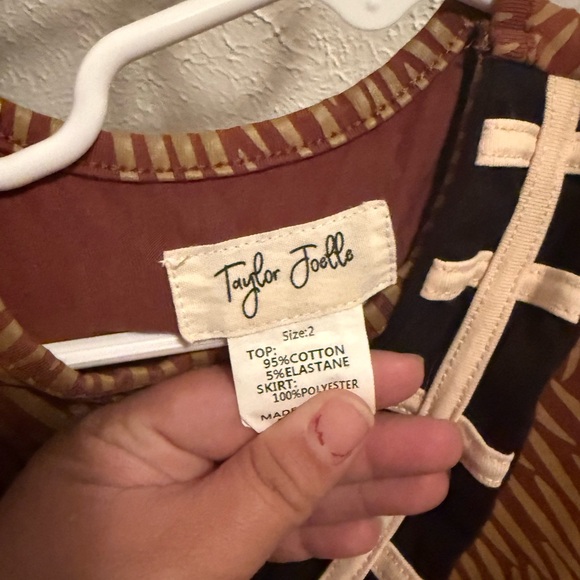 Taylor Joelle
Size:2
TOP:
95%COTTON
5%ELASTANE
SKIRT:
100%POLYESTER